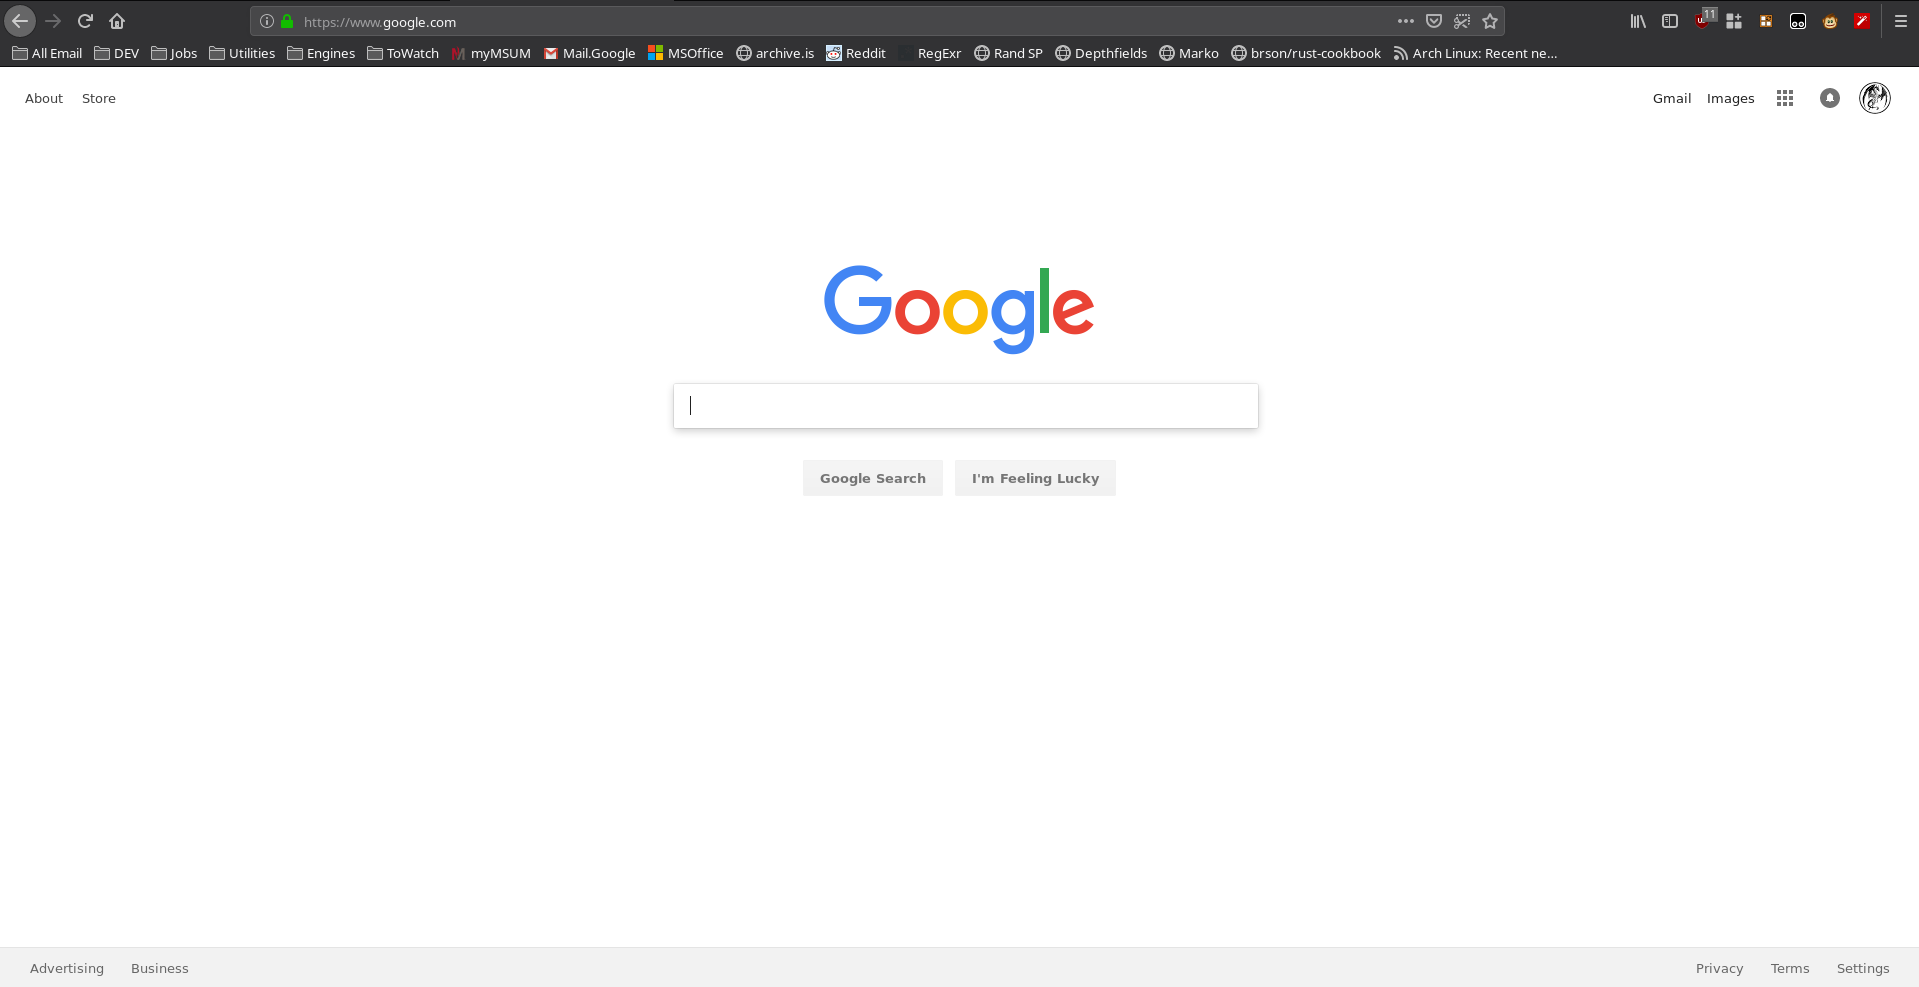 https://www.google.com
11
All Email DEV Jobs Utilities Engines ToWatch myMSUM Mail.Google MSOffice archive.is Reddit RegExr Rand SP Depthfields Marko brson/rust-cookbook Arch Linux: Recent ne...
About Store Gmail Images
Google
Google Search I'm Feeling Lucky
Advertising Business Privacy Terms Settings